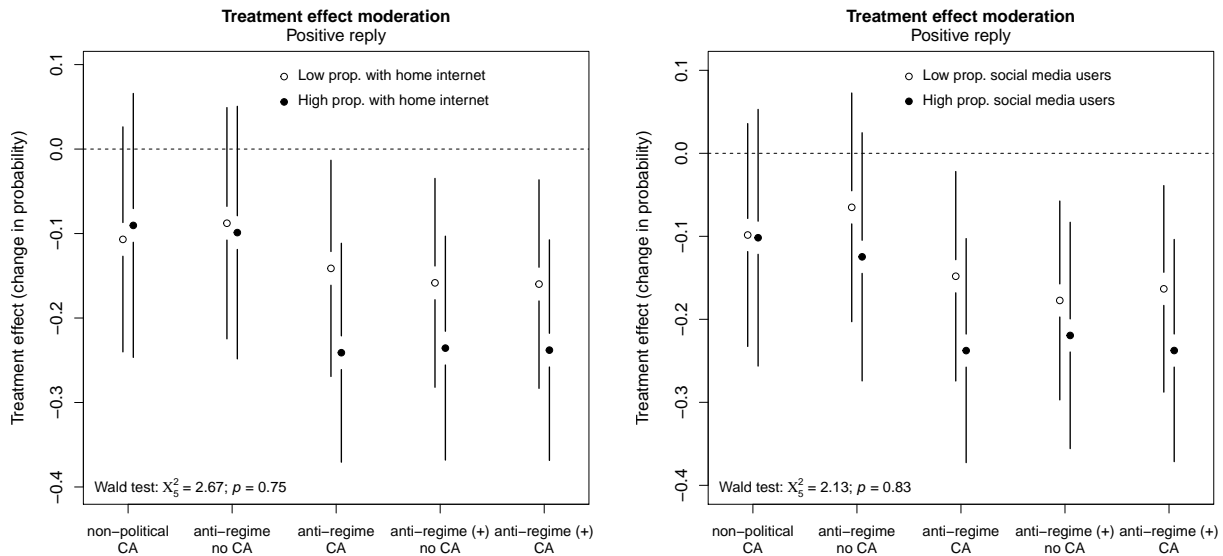 Treatment effect moderation
Positive reply
Low prop. with home internet
High prop. with home internet
Treatment effect (change in probability)
0.1
0.0
−0.1
−0.2
−0.3
−0.4
Wald test: X₅² = 2.67; p = 0.75
non−political CA
anti−regime no CA
anti−regime CA
anti−regime (+) no CA
anti−regime (+) CA
Treatment effect moderation
Positive reply
Low prop. social media users
High prop. social media users
Treatment effect (change in probability)
0.1
0.0
−0.1
−0.2
−0.3
−0.4
Wald test: X₅² = 2.13; p = 0.83
non−political CA
anti−regime no CA
anti−regime CA
anti−regime (+) no CA
anti−regime (+) CA